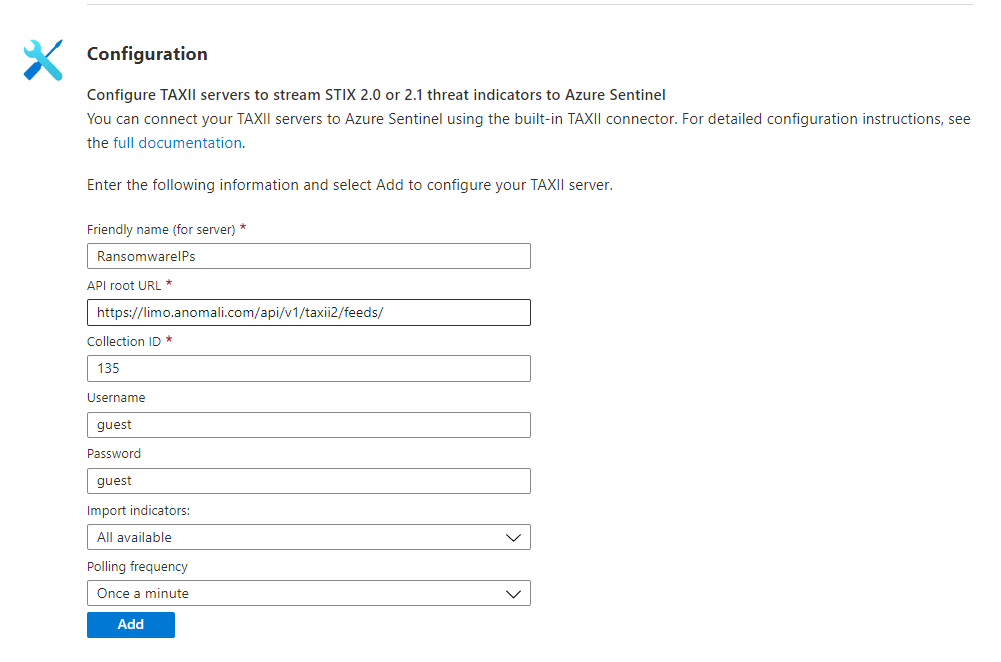 Configuration
Configure TAXII servers to stream STIX 2.0 or 2.1 threat indicators to Azure Sentinel
You can connect your TAXII servers to Azure Sentinel using the built-in TAXII connector. For detailed configuration instructions, see
the full documentation.
Enter the following information and select Add to configure your TAXII server.
Friendly name (for server) *
RansomwareIPs
API root URL *
https://limo.anomali.com/api/v1/taxii2/feeds/
Collection ID *
135
Username
guest
Password
guest
Import indicators:
All available
Polling frequency
Once a minute
Add